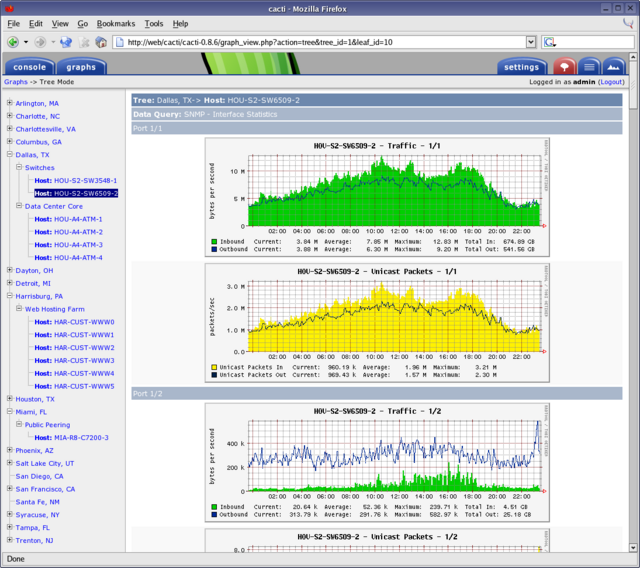 cacti - Mozilla Firefox
File Edit View Go Bookmarks Tools Help
http://web/cacti/cacti-0.8.6/graph_view.php?action=tree&tree_id=1&leaf_id=10
G
console graphs settings
Graphs -> Tree Mode
Logged in as admin (Logout)
Arlington, MA
Charlotte, NC
Charlottesville, VA
Columbus, GA
Dallas, TX
Switches
Host: HOU-S2-SW3548-1
Host: HOU-S2-SW6509-2
Data Center Core
Host: HOU-A4-ATM-1
Host: HOU-A4-ATM-2
Host: HOU-A4-ATM-3
Host: HOU-A4-ATM-4
Dayton, OH
Detroit, MI
Harrisburg, PA
Web Hosting Farm
Host: HAR-CUST-WWW0
Host: HAR-CUST-WWW1
Host: HAR-CUST-WWW2
Host: HAR-CUST-WWW3
Host: HAR-CUST-WWW4
Host: HAR-CUST-WWW5
Houston, TX
Miami, FL
Public Peering
Host: MIA-R8-C7200-3
Phoenix, AZ
Salt Lake City, UT
San Diego, CA
San Francisco, CA
Santa Fe, NM
Syracuse, NY
Tampa, FL
Trenton, NJ
Tree: Dallas, TX-> Host: HOU-S2-SW6509-2
Data Query: SNMP - Interface Statistics
Port 1/1
HOU-S2-SW6509-2 - Traffic - 1/1
bytes per second
10 M
5 M
0
02:00 04:00 06:00 08:00 10:00 12:00 14:00 16:00 18:00 20:00 22:00
Inbound Current: 3.84 M Average: 7.05 M Maximum: 12.83 M Total In: 674.89 GB
Outbound Current: 3.88 M Average: 6.30 M Maximum: 9.20 M Total Out: 541.56 GB
HOU-S2-SW6509-2 - Unicast Packets - 1/1
packets/sec
3.0 M
2.0 M
1.0 M
0.0
02:00 04:00 06:00 08:00 10:00 12:00 14:00 16:00 18:00 20:00 22:00
Unicast Packets In Current: 960.19 k Average: 1.96 M Maximum: 3.21 M
Unicast Packets Out Current: 969.43 k Average: 1.57 M Maximum: 2.30 M
Port 1/2
HOU-S2-SW6509-2 - Traffic - 1/2
bytes per second
400 k
200 k
0
02:00 04:00 06:00 08:00 10:00 12:00 14:00 16:00 18:00 20:00 22:00
Inbound Current: 20.64 k Average: 52.36 k Maximum: 239.71 k Total In: 4.51 GB
Outbound Current: 313.79 k Average: 291.76 k Maximum: 582.97 k Total Out: 25.18 GB
HOU-S2-SW6509-2 - Unicast Packets - 1/2
Done